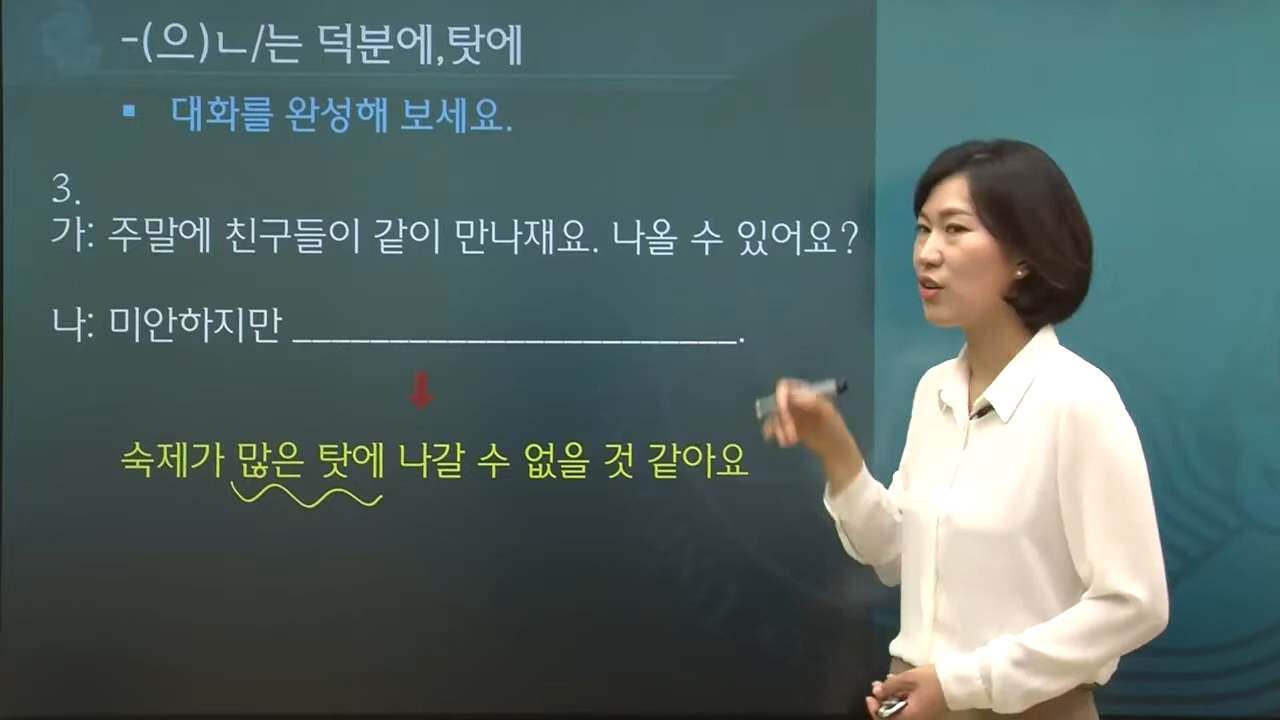 -(으)ㄴ/는 덕분에,탓에
▪ 대화를 완성해 보세요.
3.
가: 주말에 친구들이 같이 만나재요. 나올 수 있어요?
나: 미안하지만 _______________________.
숙제가 많은 탓에 나갈 수 없을 것 같아요